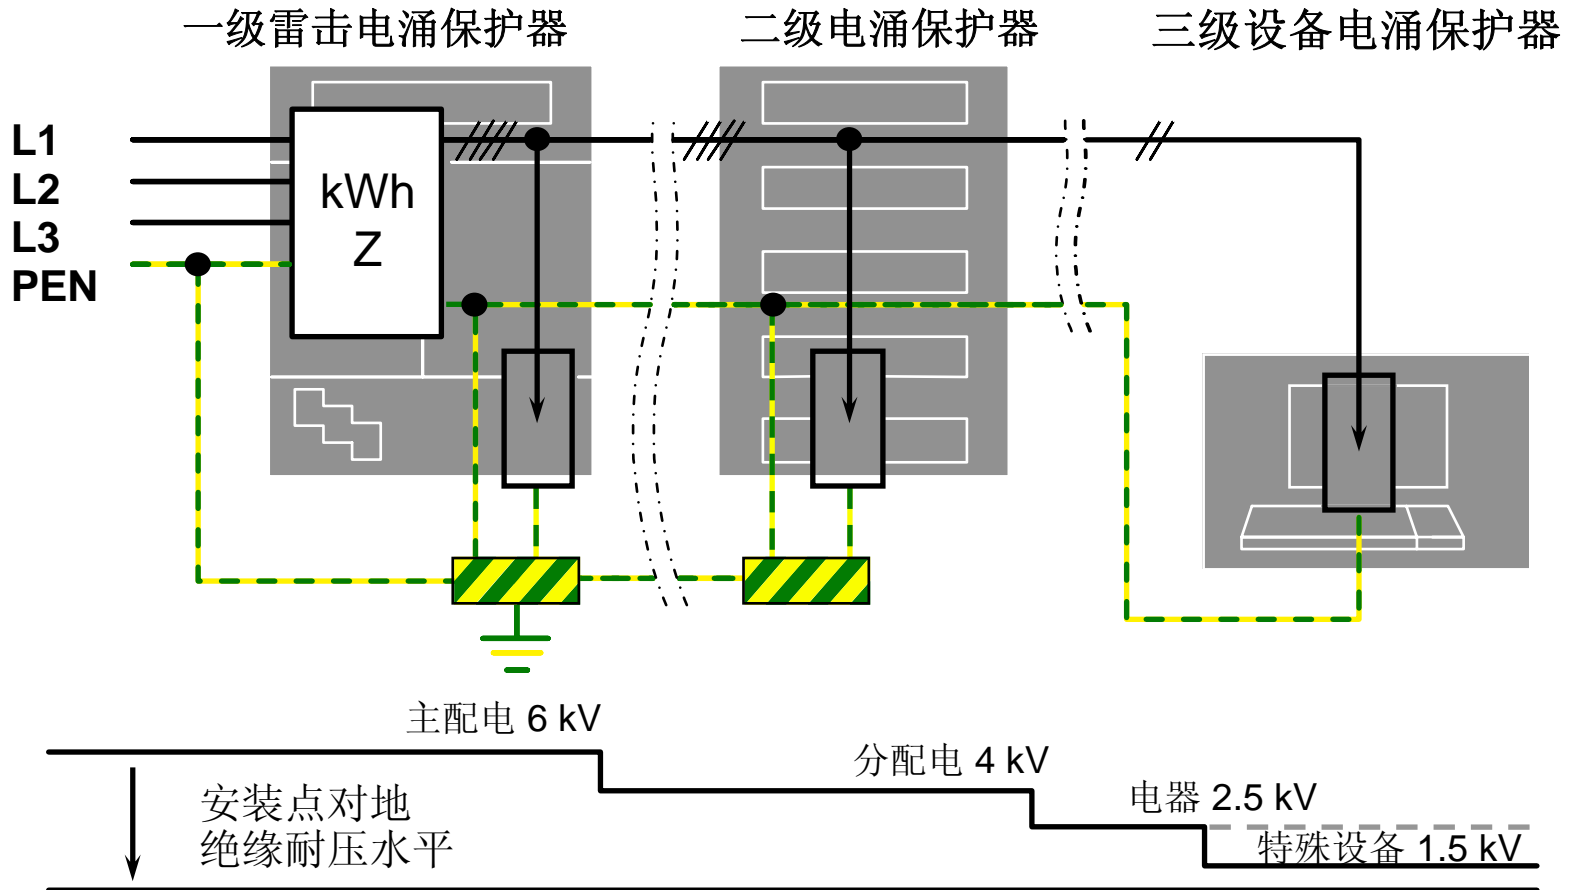 一级雷击电涌保护器
二级电涌保护器
三级设备电涌保护器
L1
L2
L3
PEN
kWh
Z
主配电 6 kV
分配电 4 kV
电器 2.5 kV
特殊设备 1.5 kV
安装点对地
绝缘耐压水平